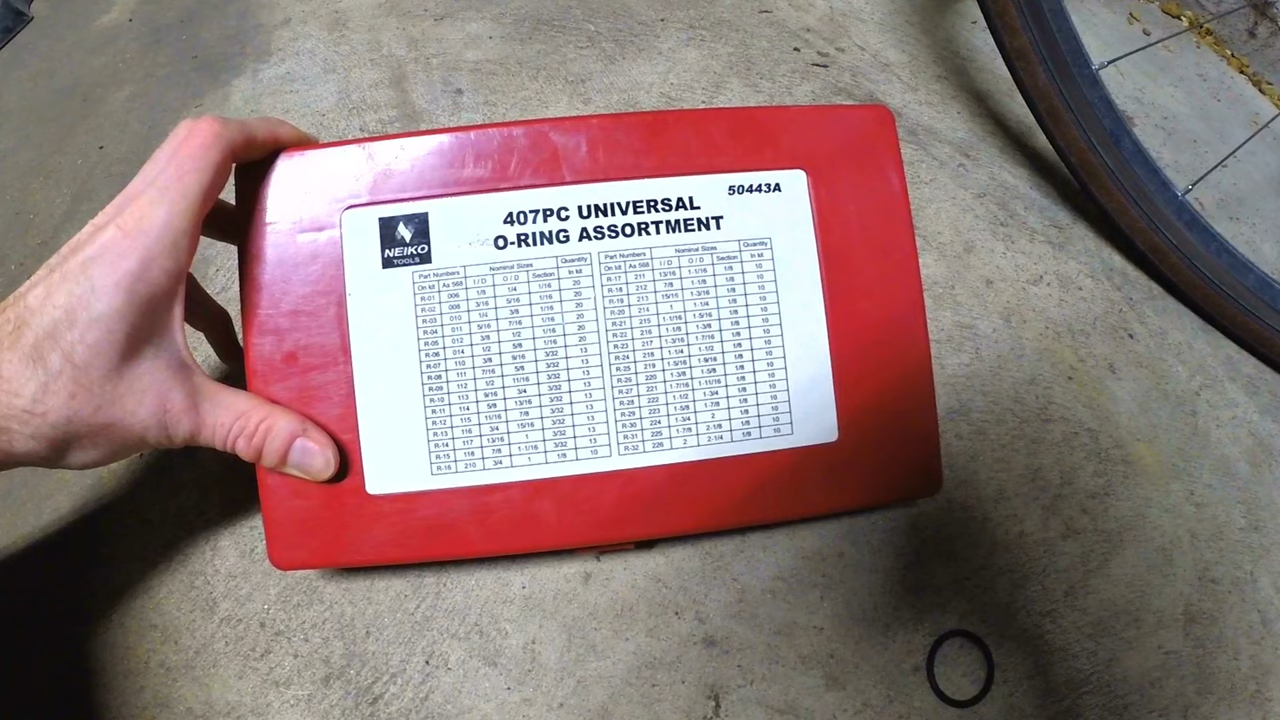 50443A
NEIKO
TOOLS
407PC UNIVERSAL
O-RING ASSORTMENT
Part Numbers Nominal Sizes Quantity
On kit As 568 I / D O / D Section In kit
R-01 006 1/8 1/4 1/16 20
R-02 008 3/16 5/16 1/16 20
R-03 010 1/4 3/8 1/16 20
R-04 011 5/16 7/16 1/16 20
R-05 012 3/8 1/2 1/16 20
R-06 014 1/2 5/8 1/16 20
R-07 110 3/8 9/16 3/32 13
R-08 111 7/16 5/8 3/32 13
R-09 112 1/2 11/16 3/32 13
R-10 113 9/16 3/4 3/32 13
R-11 114 5/8 13/16 3/32 13
R-12 115 11/16 7/8 3/32 13
R-13 116 3/4 15/16 3/32 13
R-14 117 13/16 1 3/32 13
R-15 118 7/8 1-1/16 3/32 13
R-16 210 3/4 1 1/8 10
Part Numbers Nominal Sizes Quantity
On kit As 568 I / D O / D Section In kit
R-17 211 13/16 1-1/16 1/8 10
R-18 212 7/8 1-1/8 1/8 10
R-19 213 15/16 1-3/16 1/8 10
R-20 214 1 1-1/4 1/8 10
R-21 215 1-1/16 1-5/16 1/8 10
R-22 216 1-1/8 1-3/8 1/8 10
R-23 217 1-3/16 1-7/16 1/8 10
R-24 218 1-1/4 1-1/2 1/8 10
R-25 219 1-5/16 1-9/16 1/8 10
R-26 220 1-3/8 1-5/8 1/8 10
R-27 221 1-7/16 1-11/16 1/8 10
R-28 222 1-1/2 1-3/4 1/8 10
R-29 223 1-5/8 1-7/8 1/8 10
R-30 224 1-3/4 2 1/8 10
R-31 225 1-7/8 2-1/8 1/8 10
R-32 226 2 2-1/4 1/8 10